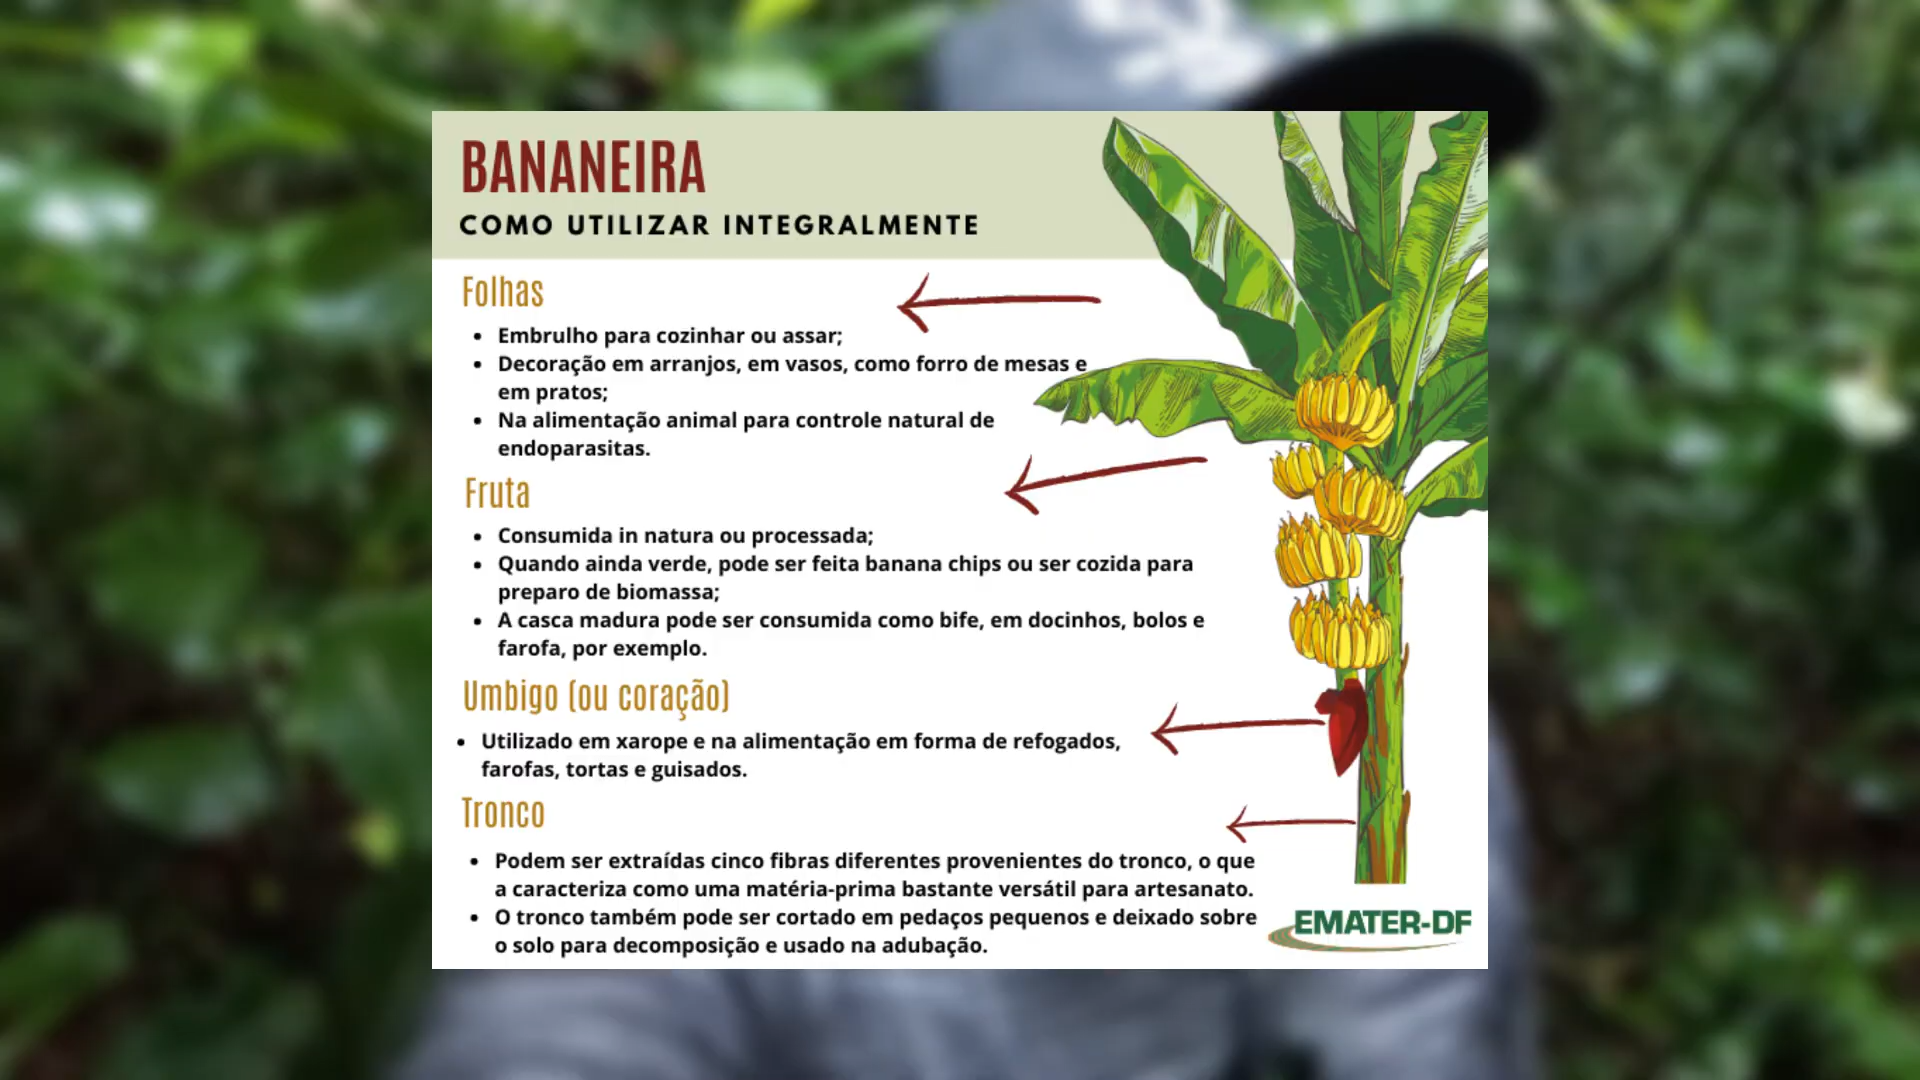 BANANEIRA
COMO UTILIZAR INTEGRALMENTE
Folhas
• Embrulho para cozinhar ou assar;
• Decoração em arranjos, em vasos, como forro de mesas e
em pratos;
• Na alimentação animal para controle natural de
endoparasitas.
Fruta
• Consumida in natura ou processada;
• Quando ainda verde, pode ser feita banana chips ou ser cozida para
preparo de biomassa;
• A casca madura pode ser consumida como bife, em docinhos, bolos e
farofa, por exemplo.
Umbigo (ou coração)
• Utilizado em xarope e na alimentação em forma de refogados,
farofas, tortas e guisados.
Tronco
• Podem ser extraídas cinco fibras diferentes provenientes do tronco, o que
a caracteriza como uma matéria-prima bastante versátil para artesanato.
• O tronco também pode ser cortado em pedaços pequenos e deixado sobre
o solo para decomposição e usado na adubação.
EMATER-DF